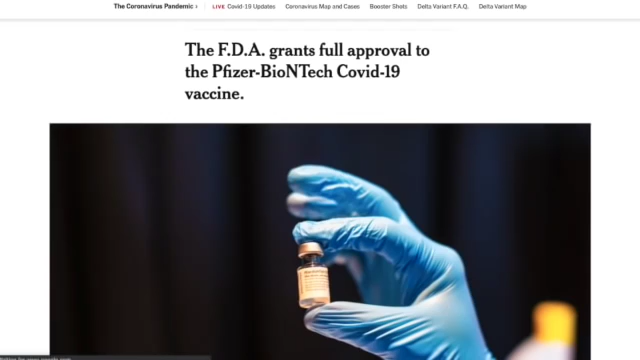 The Coronavirus Pandemic › LIVE Covid-19 Updates Coronavirus Map and Cases Booster Shots Delta Variant F.A.Q. Delta Variant Map
The F.D.A. grants full approval to
the Pfizer-BioNTech Covid-19
vaccine.